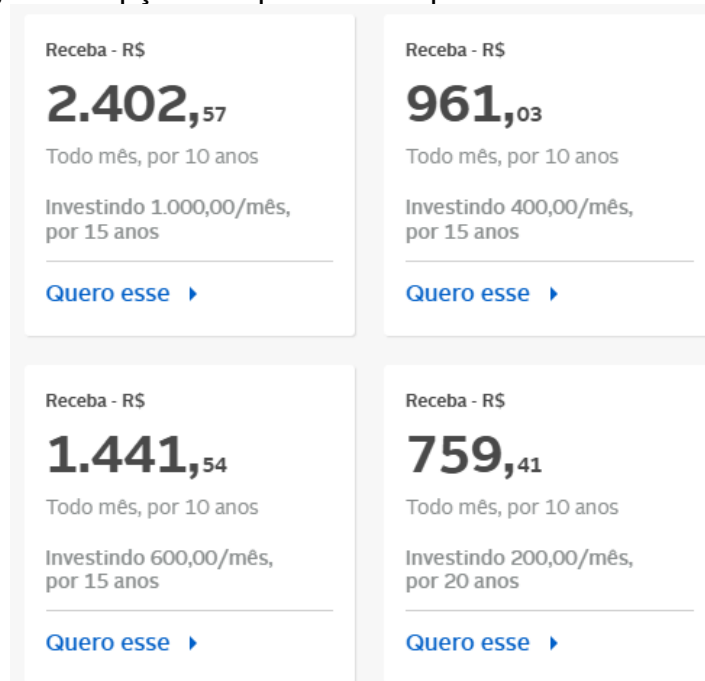 Receba - R$
2.402,57
Todo mês, por 10 anos
Investindo 1.000,00/mês,
por 15 anos
Quero esse
Receba - R$
961,03
Todo mês, por 10 anos
Investindo 400,00/mês,
por 15 anos
Quero esse
Receba - R$
1.441,54
Todo mês, por 10 anos
Investindo 600,00/mês,
por 15 anos
Quero esse
Receba - R$
759,41
Todo mês, por 10 anos
Investindo 200,00/mês,
por 20 anos
Quero esse